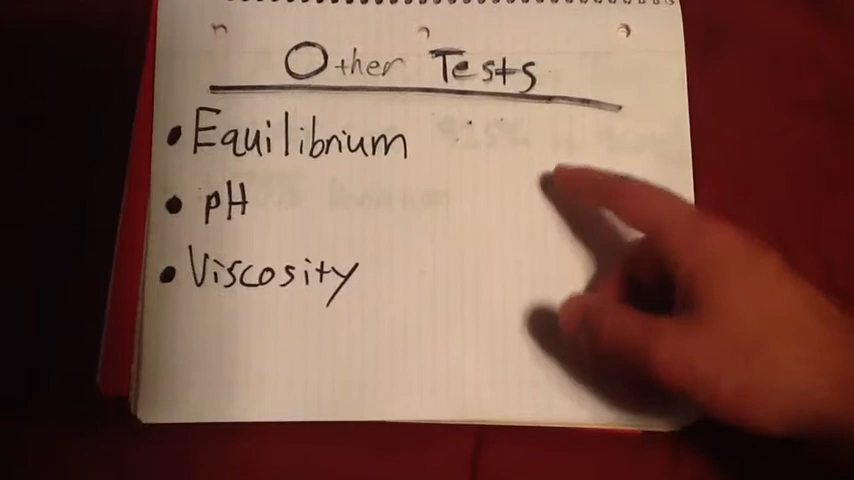 Other Tests
• Equilibrium
• pH
• Viscosity